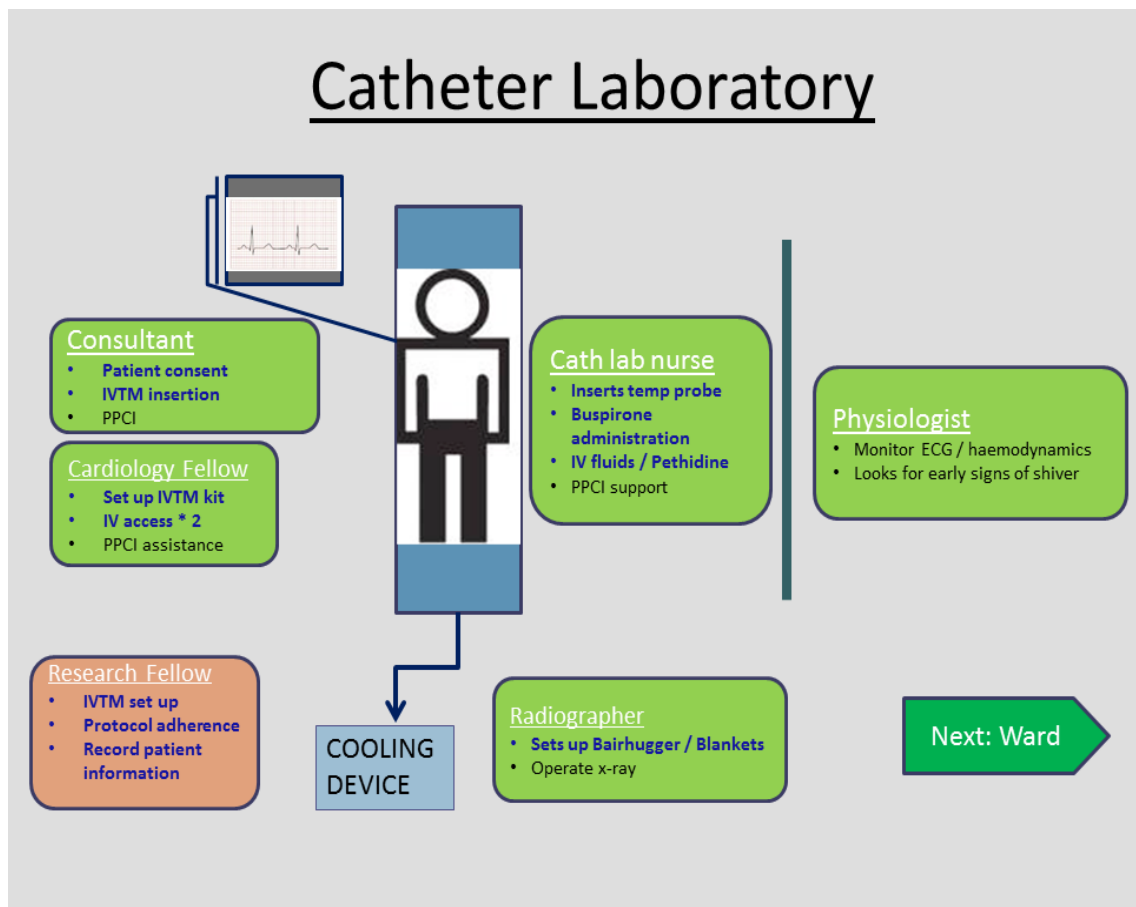 Catheter Laboratory
Consultant
• Patient consent
• IVTM insertion
• PPCI
Cardiology Fellow
• Set up IVTM kit
• IV access * 2
• PPCI assistance
Cath lab nurse
• Inserts temp probe
• Buspirone
administration
• IV fluids / Pethidine
• PPCI support
Physiologist
• Monitor ECG / haemodynamics
• Looks for early signs of shiver
Research Fellow
• IVTM set up
• Protocol adherence
• Record patient
information
COOLING
DEVICE
Radiographer
• Sets up Bairhugger / Blankets
• Operate x-ray
Next: Ward